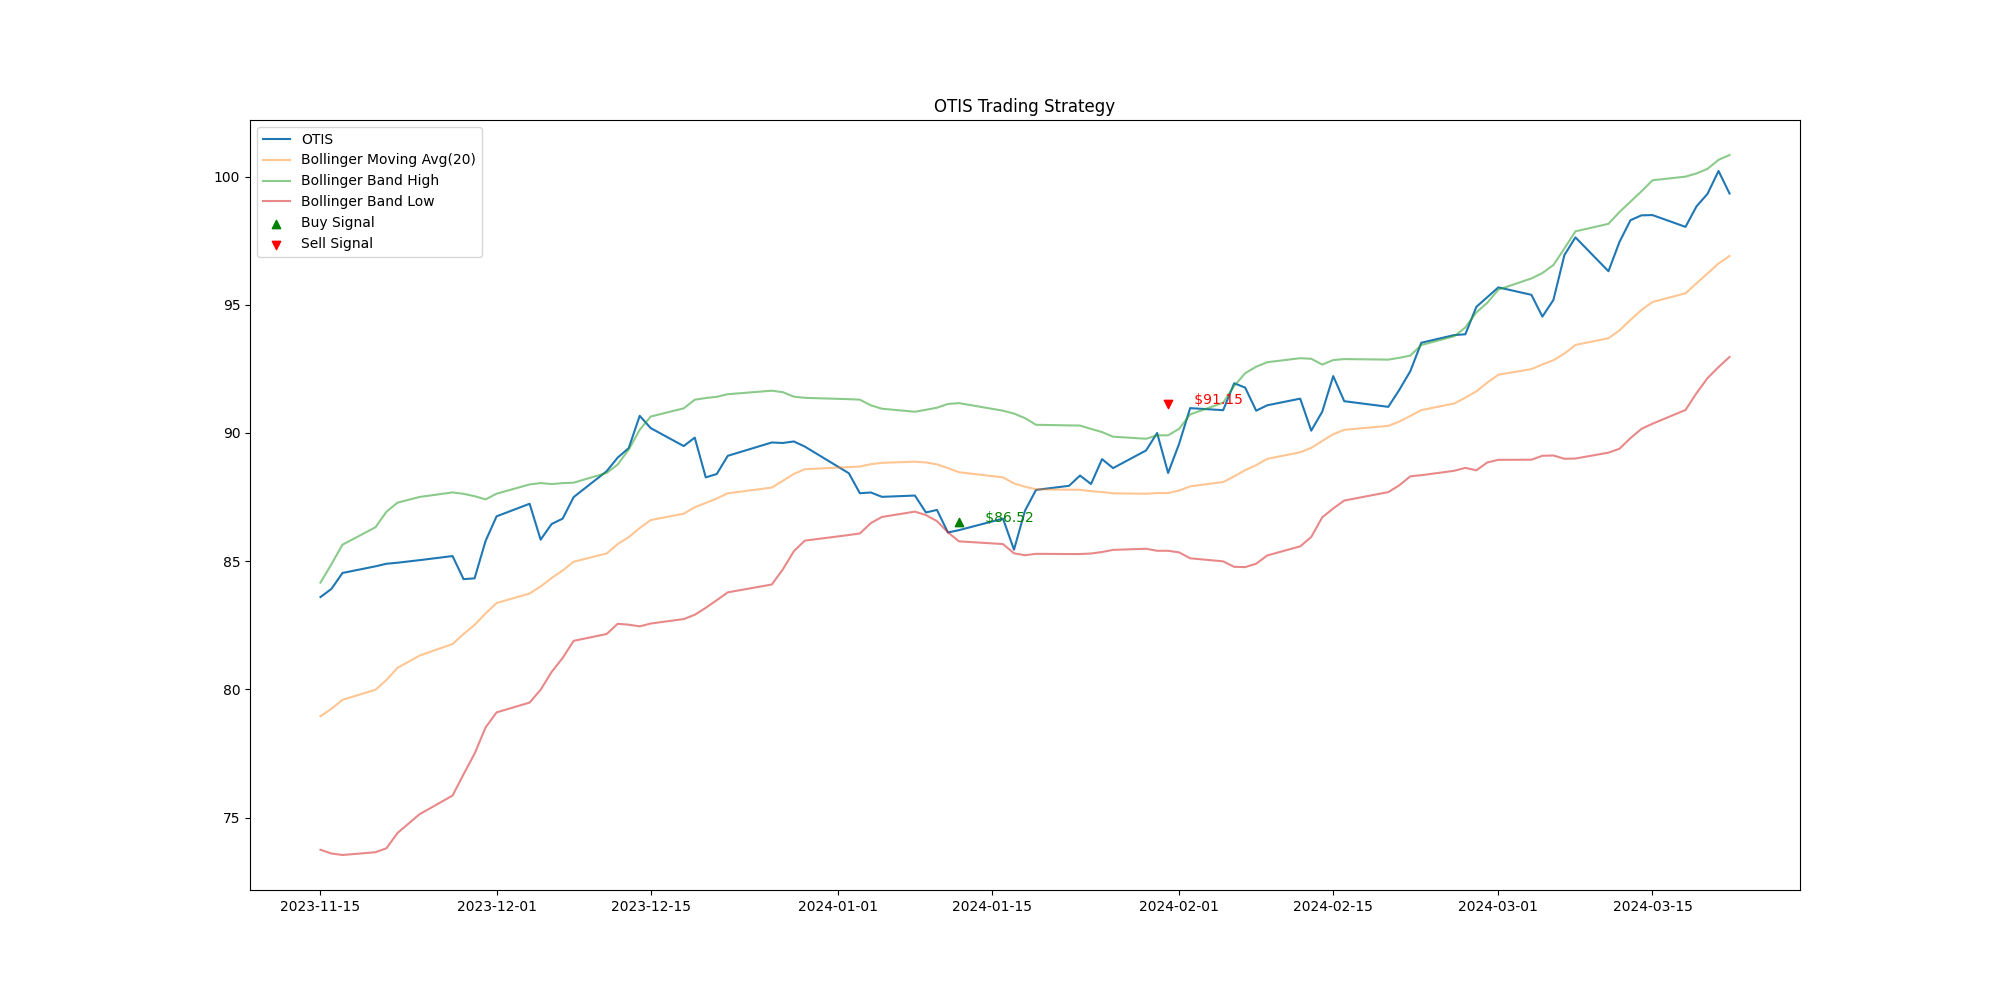 OTIS Trading Strategy
OTIS
Bollinger Moving Avg(20)
Bollinger Band High
Bollinger Band Low
Buy Signal
Sell Signal
100
95
90
85
80
75
$91.15
$86.52
2023-11-15
2023-12-01
2023-12-15
2024-01-01
2024-01-15
2024-02-01
2024-02-15
2024-03-01
2024-03-15